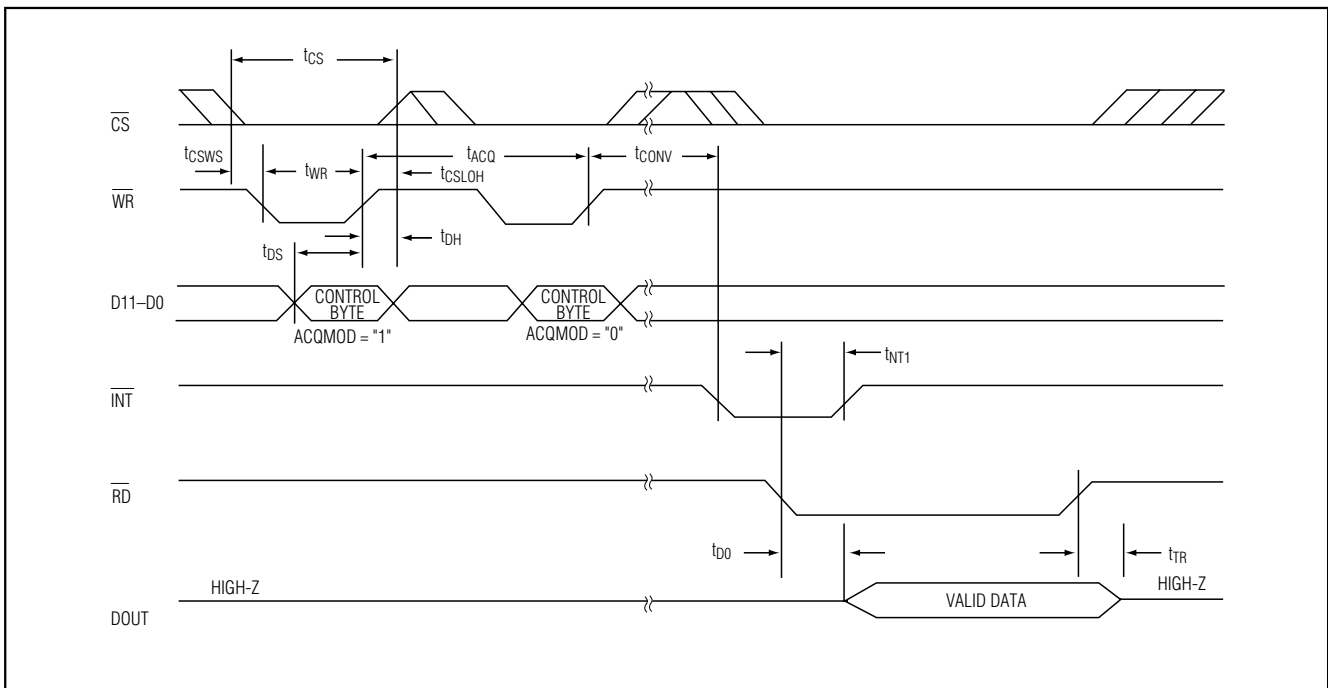 tCS
CS
tCSWS
tWR
tACQ
tCONV
tCSLOH
WR
tDS
tDH
D11–D0
CONTROL
BYTE
CONTROL
BYTE
ACQMOD = "1"
ACQMOD = "0"
tNT1
INT
RD
tD0
tTR
HIGH-Z
HIGH-Z
VALID DATA
DOUT